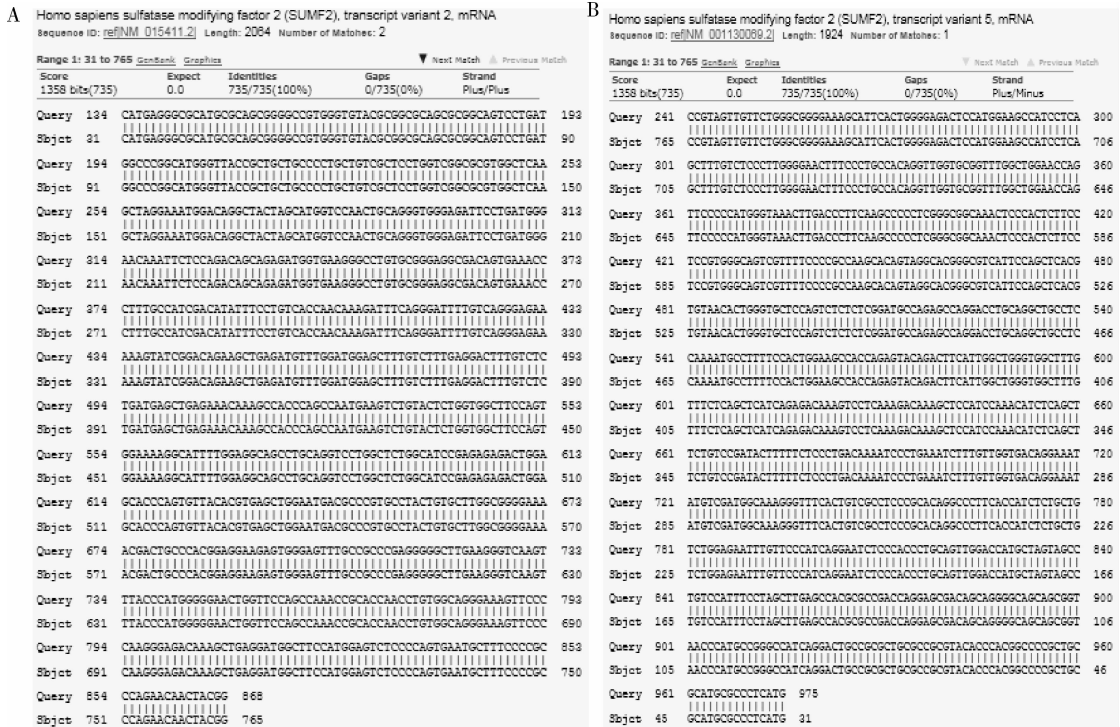 A
Homo sapiens sulfatase modifying factor 2 (SUMF2), transcript variant 2, mRNA
Sequence ID: ref|NM_015411.2| Length: 2064 Number of Matches: 2
Range 1: 31 to 765 GenBank Graphics ▼ Next Match ▲ Previous Match
Score Expect Identities Gaps Strand
1358 bits(735) 0.0 735/735(100%) 0/735(0%) Plus/Plus
Query 134 CATGAGGGCGCATGCGCAGCGGGGCCGTGGGTGTACGCGGCGCAGCGCGGCAGTCCTGAT 193
Sbjct 31 CATGAGGGCGCATGCGCAGCGGGGCCGTGGGTGTACGCGGCGCAGCGCGGCAGTCCTGAT 90
Query 194 GGCCCGGCATGGGTTACCGCTGCTGCCCCTGCTGTCGCTCCTGGTCGGCGCGTGGCTCAA 253
Sbjct 91 GGCCCGGCATGGGTTACCGCTGCTGCCCCTGCTGTCGCTCCTGGTCGGCGCGTGGCTCAA 150
Query 254 GCTAGGAAATGGACAGGCTACTAGCATGGTCCAACTGCAGGGTGGGAGATTCCTGATGGG 313
Sbjct 151 GCTAGGAAATGGACAGGCTACTAGCATGGTCCAACTGCAGGGTGGGAGATTCCTGATGGG 210
Query 314 AACAAATTCTCCAGACAGCAGAGATGGTGAAGGGCCTGTGCGGGAGGCGACAGTGAAACC 373
Sbjct 211 AACAAATTCTCCAGACAGCAGAGATGGTGAAGGGCCTGTGCGGGAGGCGACAGTGAAACC 270
Query 374 CTTTGCCATCGACATATTTCCTGTCACCAACAAAGATTTCAGGGATTTTGTCAGGGAGAA 433
Sbjct 271 CTTTGCCATCGACATATTTCCTGTCACCAACAAAGATTTCAGGGATTTTGTCAGGGAGAA 330
Query 434 AAAGTATCGGACAGAAGCTGAGATGTTTGGATGGAGCTTTGTCTTTGAGGACTTTGTCTC 493
Sbjct 331 AAAGTATCGGACAGAAGCTGAGATGTTTGGATGGAGCTTTGTCTTTGAGGACTTTGTCTC 390
Query 494 TGATGAGCTGAGAAACAAAGCCACCCAGCCAATGAAGTCTGTACTCTGGTGGCTTCCAGT 553
Sbjct 391 TGATGAGCTGAGAAACAAAGCCACCCAGCCAATGAAGTCTGTACTCTGGTGGCTTCCAGT 450
Query 554 GGAAAAGGCATTTTGGAGGCAGCCTGCAGGTCCTGGCTCTGGCATCCGAGAGAGACTGGA 613
Sbjct 451 GGAAAAGGCATTTTGGAGGCAGCCTGCAGGTCCTGGCTCTGGCATCCGAGAGAGACTGGA 510
Query 614 GCACCCAGTGTTACACGTGAGCTGGAATGACGCCCGTGCCTACTGTGCTTGGCGGGGAAA 673
Sbjct 511 GCACCCAGTGTTACACGTGAGCTGGAATGACGCCCGTGCCTACTGTGCTTGGCGGGGAAA 570
Query 674 ACGACTGCCCACGGAGGAAGAGTGGGAGTTTGCCGCCCGAGGGGGCTTGAAGGGTCAAGT 733
Sbjct 571 ACGACTGCCCACGGAGGAAGAGTGGGAGTTTGCCGCCCGAGGGGGCTTGAAGGGTCAAGT 630
Query 734 TTACCCATGGGGGAACTGGTTCCAGCCAAACCGCACCAACCTGTGGCAGGGAAAGTTCCC 793
Sbjct 631 TTACCCATGGGGGAACTGGTTCCAGCCAAACCGCACCAACCTGTGGCAGGGAAAGTTCCC 690
Query 794 CAAGGGAGACAAAGCTGAGGATGGCTTCCATGGAGTCTCCCCAGTGAATGCTTTCCCCGC 853
Sbjct 691 CAAGGGAGACAAAGCTGAGGATGGCTTCCATGGAGTCTCCCCAGTGAATGCTTTCCCCGC 750
Query 854 CCAGAACAACTACGG 868
Sbjct 751 CCAGAACAACTACGG 765
B
Homo sapiens sulfatase modifying factor 2 (SUMF2), transcript variant 5, mRNA
Sequence ID: ref|NM_001130069.2| Length: 1924 Number of Matches: 1
Range 1: 31 to 765 GenBank Graphics ▼ Next Match ▲ Previous Match
Score Expect Identities Gaps Strand
1358 bits(735) 0.0 735/735(100%) 0/735(0%) Plus/Minus
Query 241 CCGTAGTTGTTCTGGGCGGGGAAAGCATTCACTGGGGAGACTCCATGGAAGCCATCCTCA 300
Sbjct 765 CCGTAGTTGTTCTGGGCGGGGAAAGCATTCACTGGGGAGACTCCATGGAAGCCATCCTCA 706
Query 301 GCTTTGTCTCCCTTGGGGAACTTTCCCTGCCACAGGTTGGTGCGGTTTGGCTGGAACCAG 360
Sbjct 705 GCTTTGTCTCCCTTGGGGAACTTTCCCTGCCACAGGTTGGTGCGGTTTGGCTGGAACCAG 646
Query 361 TTCCCCCATGGGTAAACTTGACCCTTCAAGCCCCCTCGGGCGGCAAACTCCCACTCTTCC 420
Sbjct 645 TTCCCCCATGGGTAAACTTGACCCTTCAAGCCCCCTCGGGCGGCAAACTCCCACTCTTCC 586
Query 421 TCCGTGGGCAGTCGTTTTCCCCGCCAAGCACAGTAGGCACGGGCGTCATTCCAGCTCACG 480
Sbjct 585 TCCGTGGGCAGTCGTTTTCCCCGCCAAGCACAGTAGGCACGGGCGTCATTCCAGCTCACG 526
Query 481 TGTAACACTGGGTGCTCCAGTCTCTCTCGGATGCCAGAGCCAGGACCTGCAGGCTGCCTC 540
Sbjct 525 TGTAACACTGGGTGCTCCAGTCTCTCTCGGATGCCAGAGCCAGGACCTGCAGGCTGCCTC 466
Query 541 CAAAATGCCTTTTCCACTGGAAGCCACCAGAGTACAGACTTCATTGGCTGGGTGGCTTTG 600
Sbjct 465 CAAAATGCCTTTTCCACTGGAAGCCACCAGAGTACAGACTTCATTGGCTGGGTGGCTTTG 406
Query 601 TTTCTCAGCTCATCAGAGACAAAGTCCTCAAAGACAAAGCTCCATCCAAACATCTCAGCT 660
Sbjct 405 TTTCTCAGCTCATCAGAGACAAAGTCCTCAAAGACAAAGCTCCATCCAAACATCTCAGCT 346
Query 661 TCTGTCCGATACTTTTTCTCCCTGACAAAATCCCTGAAATCTTTGTTGGTGACAGGAAAT 720
Sbjct 345 TCTGTCCGATACTTTTTCTCCCTGACAAAATCCCTGAAATCTTTGTTGGTGACAGGAAAT 286
Query 721 ATGTCGATGGCAAAGGGTTTCACTGTCGCCTCCCGCACAGGCCCTTCACCATCTCTGCTG 780
Sbjct 285 ATGTCGATGGCAAAGGGTTTCACTGTCGCCTCCCGCACAGGCCCTTCACCATCTCTGCTG 226
Query 781 TCTGGAGAATTTGTTCCCATCAGGAATCTCCCACCCTGCAGTTGGACCATGCTAGTAGCC 840
Sbjct 225 TCTGGAGAATTTGTTCCCATCAGGAATCTCCCACCCTGCAGTTGGACCATGCTAGTAGCC 166
Query 841 TGTCCATTTCCTAGCTTGAGCCACGCGCCGACCAGGAGCGACAGCAGGGGCAGCAGCGGT 900
Sbjct 165 TGTCCATTTCCTAGCTTGAGCCACGCGCCGACCAGGAGCGACAGCAGGGGCAGCAGCGGT 106
Query 901 AACCCATGCCGGGCCATCAGGACTGCCGCGCTGCGCCGCGTACACCCACGGCCCCGCTGC 960
Sbjct 105 AACCCATGCCGGGCCATCAGGACTGCCGCGCTGCGCCGCGTACACCCACGGCCCCGCTGC 46
Query 961 GCATGCGCCCTCATG 975
Sbjct 45 GCATGCGCCCTCATG 31